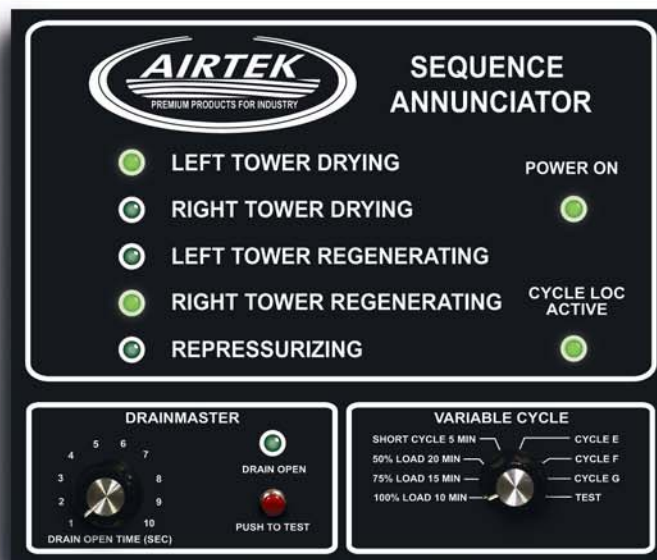 AIRTEK
PREMIUM PRODUCTS FOR INDUSTRY
SEQUENCE
ANNUNCIATOR
LEFT TOWER DRYING
RIGHT TOWER DRYING
LEFT TOWER REGENERATING
RIGHT TOWER REGENERATING
REPRESSURIZING
POWER ON
CYCLE LOC
ACTIVE
DRAINMASTER
1
2
3
4
5
6
7
8
9
10
DRAIN OPEN TIME (SEC)
DRAIN OPEN
PUSH TO TEST
VARIABLE CYCLE
SHORT CYCLE 5 MIN
50% LOAD 20 MIN
75% LOAD 15 MIN
100% LOAD 10 MIN
CYCLE E
CYCLE F
CYCLE G
TEST